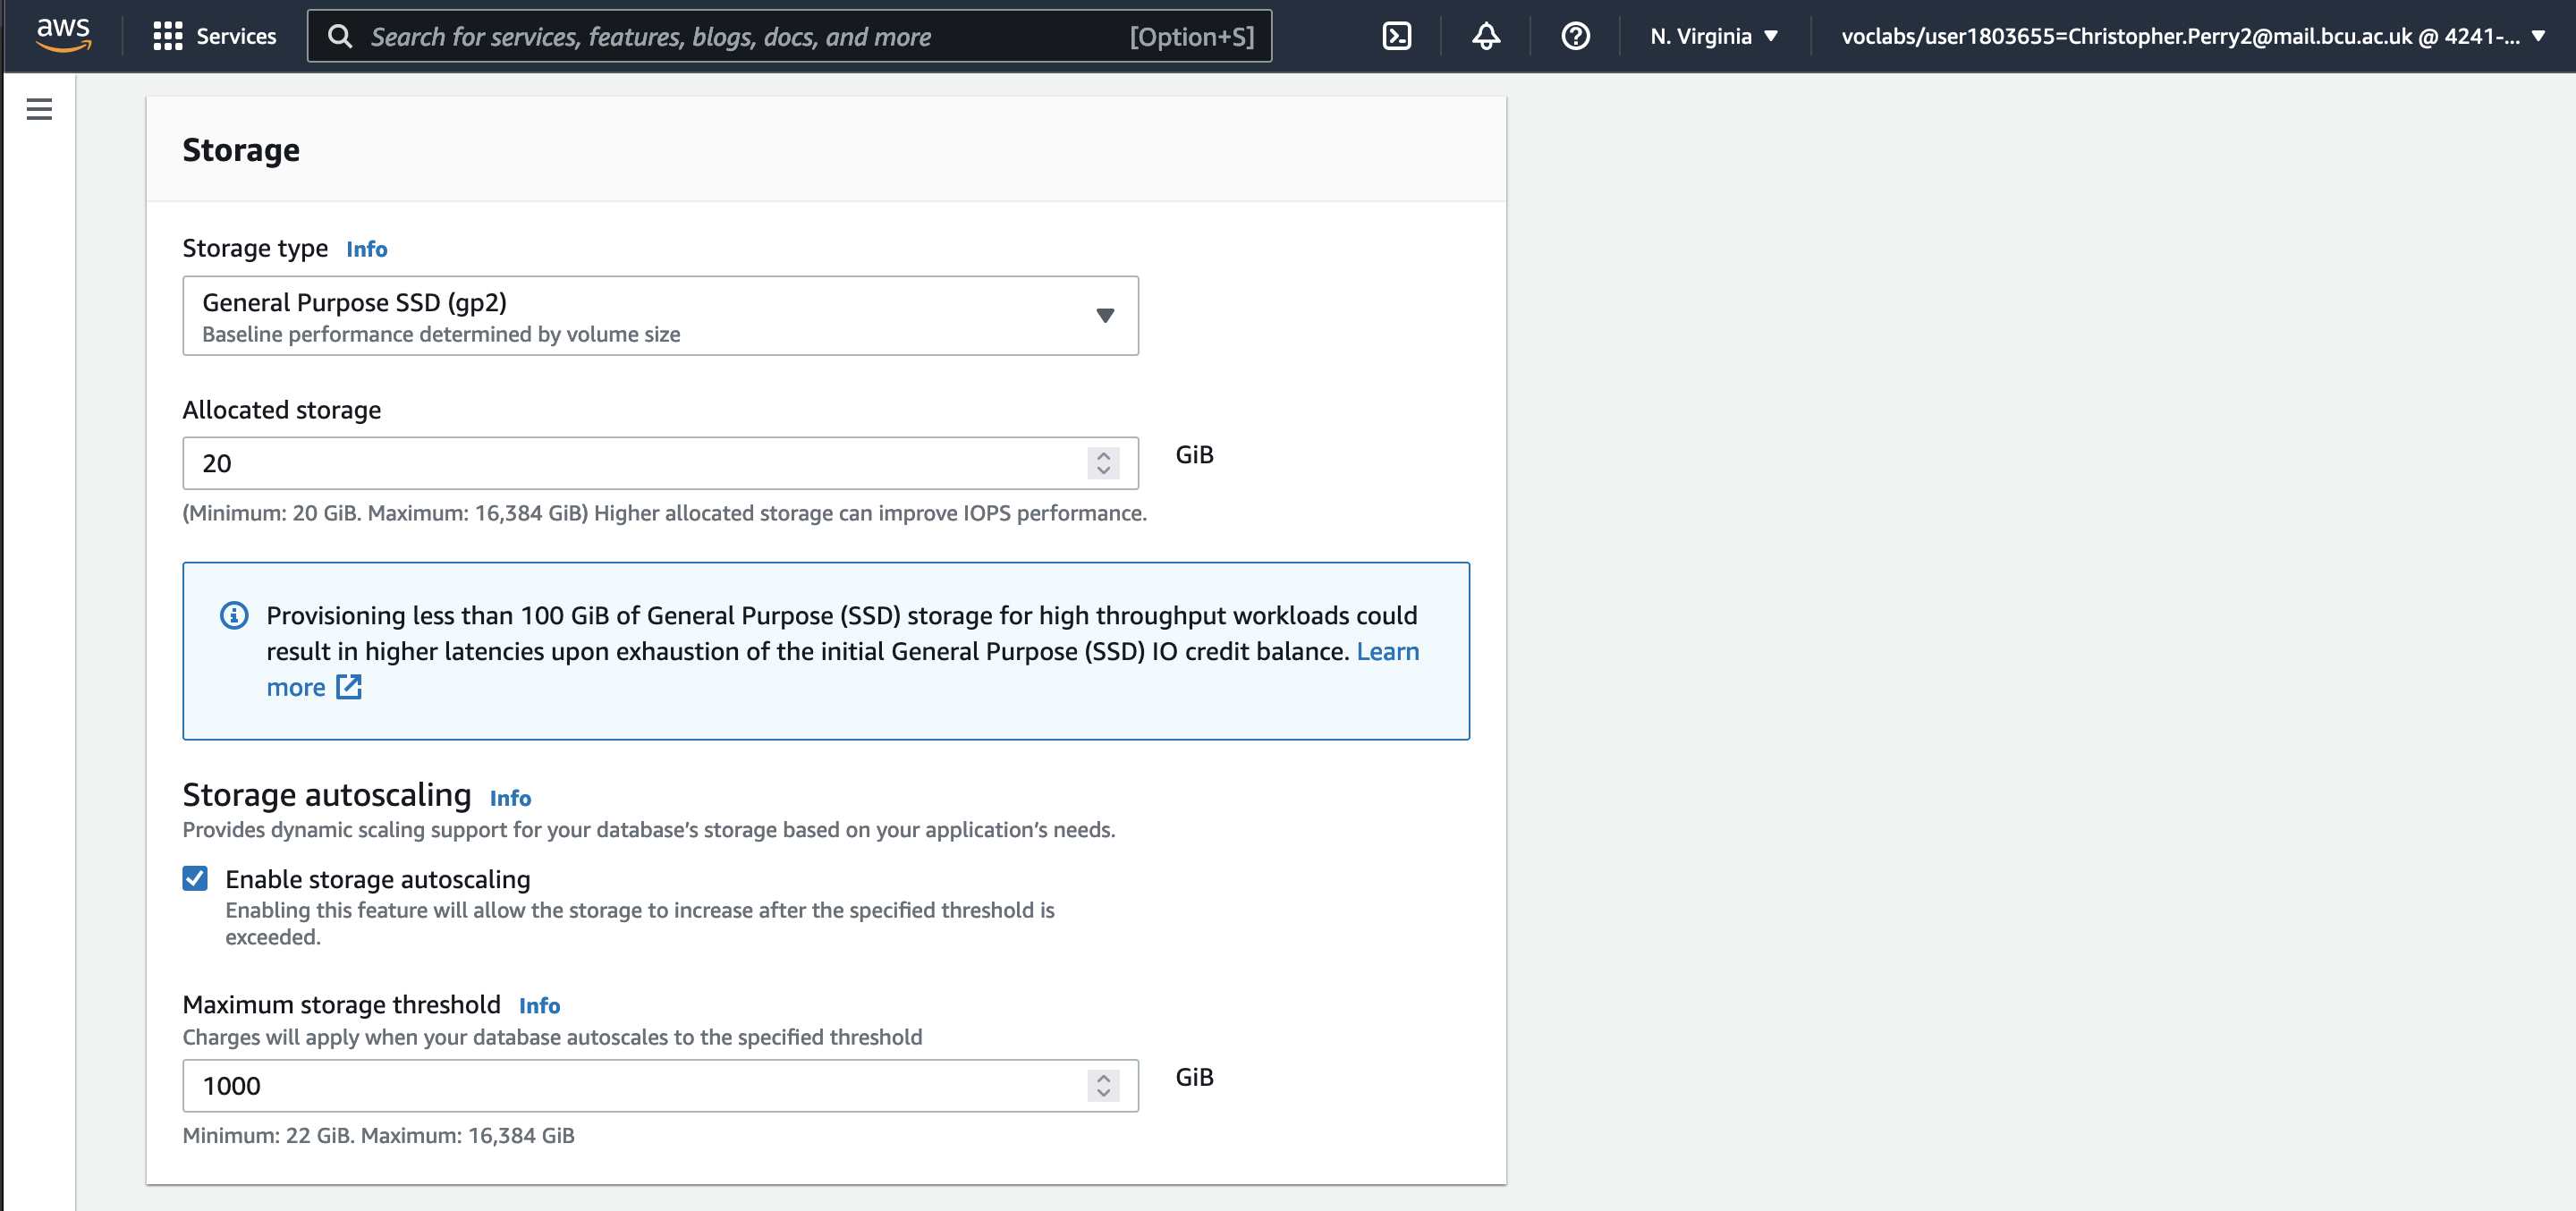 aws Services Search for services, features, blogs, docs, and more [Option+S] N. Virginia voclabs/user1803655=Christopher.Perry2@mail.bcu.ac.uk @ 4241-...
Storage
Storage type Info
General Purpose SSD (gp2)
Baseline performance determined by volume size
Allocated storage
20 GiB
(Minimum: 20 GiB. Maximum: 16,384 GiB) Higher allocated storage can improve IOPS performance.
Provisioning less than 100 GiB of General Purpose (SSD) storage for high throughput workloads could
result in higher latencies upon exhaustion of the initial General Purpose (SSD) IO credit balance. Learn
more
Storage autoscaling Info
Provides dynamic scaling support for your database’s storage based on your application’s needs.
Enable storage autoscaling
Enabling this feature will allow the storage to increase after the specified threshold is
exceeded.
Maximum storage threshold Info
Charges will apply when your database autoscales to the specified threshold
1000 GiB
Minimum: 22 GiB. Maximum: 16,384 GiB